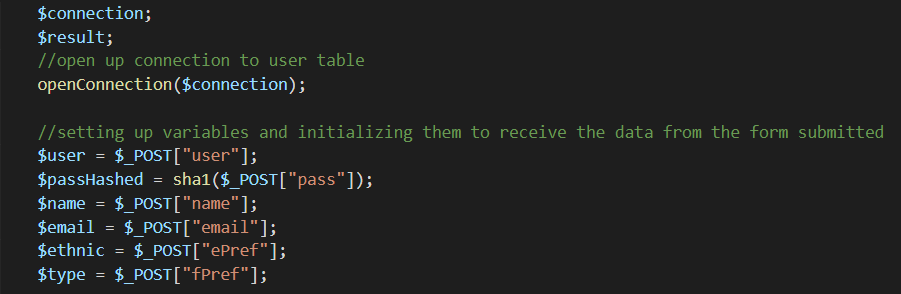 $connection;
$result;
//open up connection to user table
openConnection($connection);
//setting up variables and initializing them to receive the data from the form submitted
$user = $_POST["user"];
$passHashed = sha1($_POST["pass"]);
$name = $_POST["name"];
$email = $_POST["email"];
$ethnic = $_POST["ePref"];
$type = $_POST["fPref"];